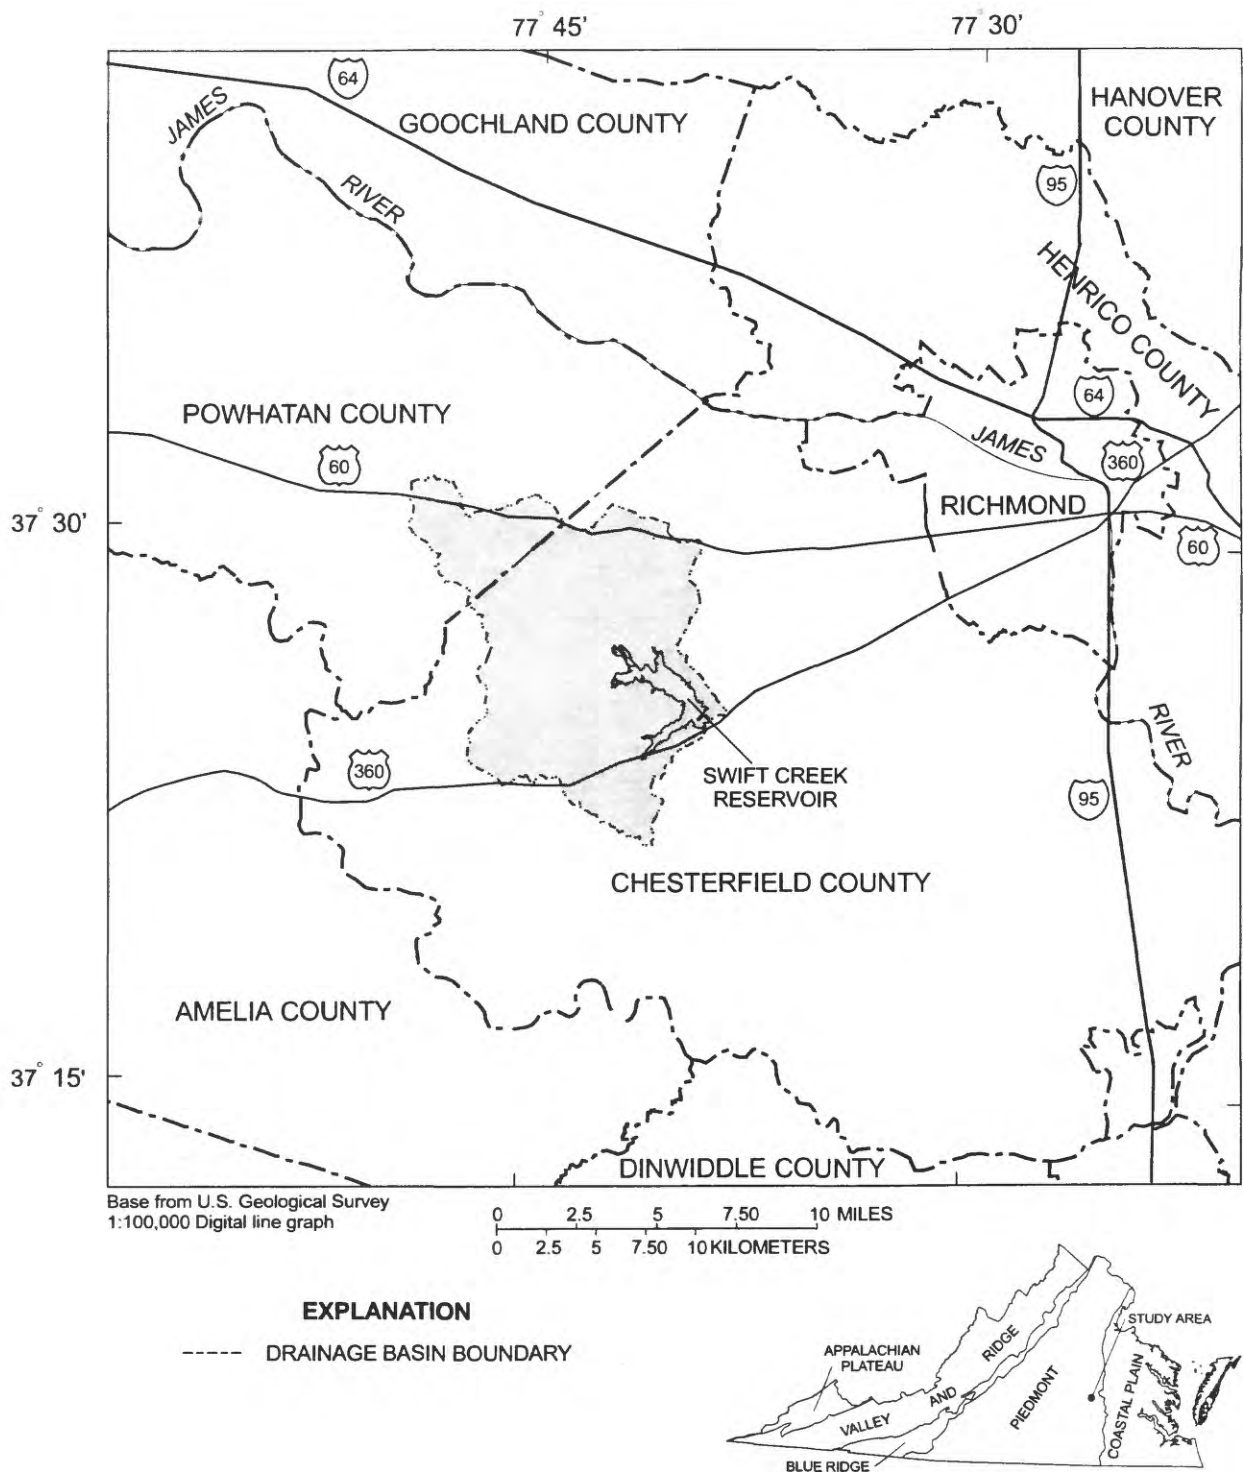 77° 45'
77° 30'
64
HANOVER
COUNTY
JAMES
GOOCHLAND COUNTY
95
RIVER
HENRICO COUNTY
POWHATAN COUNTY
64
60
JAMES
360
37° 30'
RICHMOND
60
RIVER
360
SWIFT CREEK
RESERVOIR
95
CHESTERFIELD COUNTY
AMELIA COUNTY
37° 15'
DINWIDDLE COUNTY
Base from U.S. Geological Survey
1:100,000 Digital line graph
0 2.5 5 7.50 10 MILES
0 2.5 5 7.50 10 KILOMETERS
EXPLANATION
DRAINAGE BASIN BOUNDARY
STUDY AREA
APPALACHIAN
PLATEAU
VALLEY AND RIDGE
PIEDMONT
COASTAL PLAIN
BLUE RIDGE